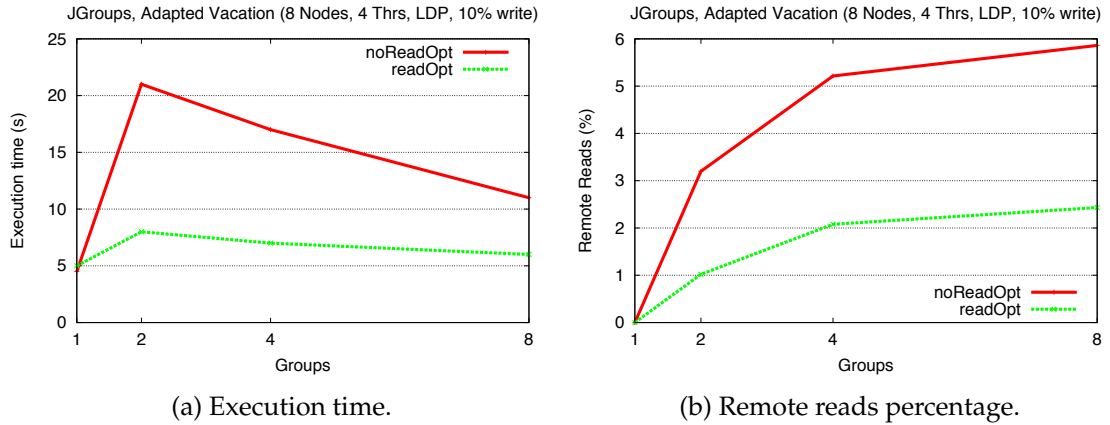 JGroups, Adapted Vacation (8 Nodes, 4 Thrs, LDP, 10% write)
25
20
15
10
5
0
Execution time (s)
noReadOpt
readOpt
1 2 4 8
Groups
(a) Execution time.
JGroups, Adapted Vacation (8 Nodes, 4 Thrs, LDP, 10% write)
6
5
4
3
2
1
0
Remote Reads (%)
noReadOpt
readOpt
1 2 4 8
Groups
(b) Remote reads percentage.